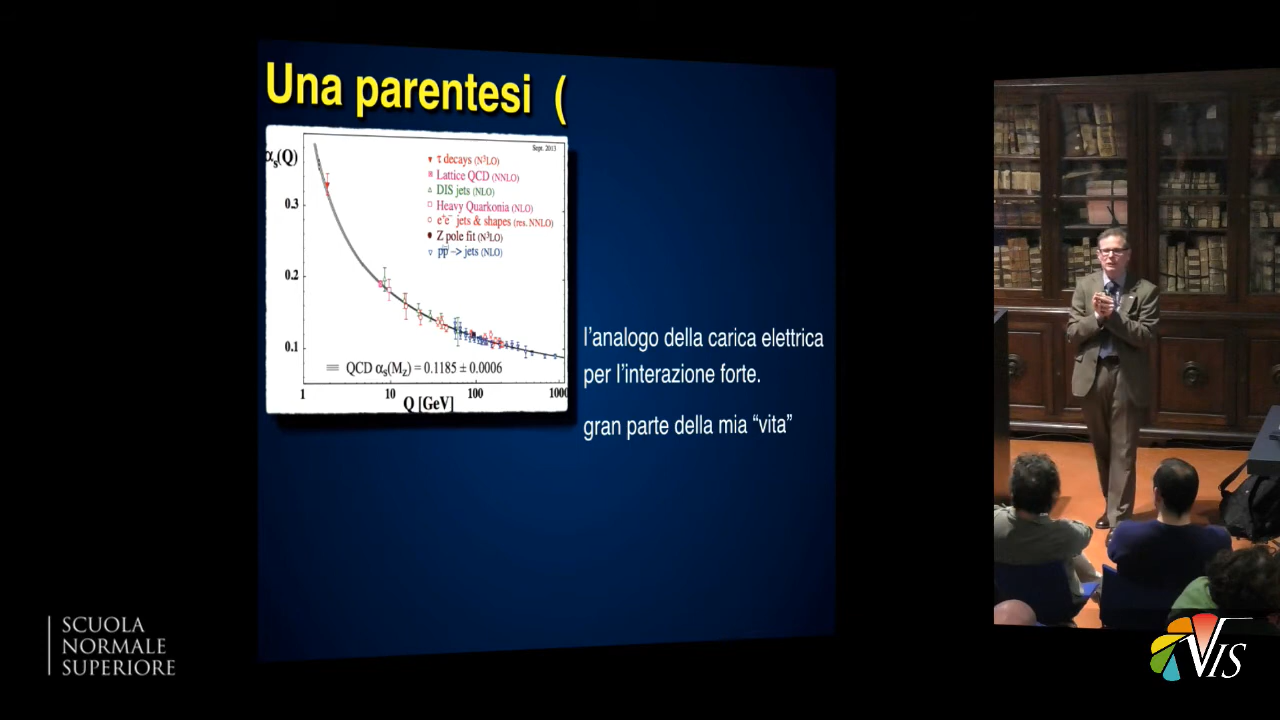 Una parentesi (
Sept. 2013
αs(Q)
τ decays (N³LO)
Lattice QCD (NNLO)
DIS jets (NLO)
Heavy Quarkonia (NLO)
e⁺e⁻ jets & shapes (res. NNLO)
Z pole fit (N³LO)
pp̅ –> jets (NLO)
0.3
0.2
0.1
QCD αs(Mz) = 0.1185 ± 0.0006
1
10
100
1000
Q [GeV]
l'analogo della carica elettrica
per l'interazione forte.
gran parte della mia “vita”
SCUOLA
NORMALE
SUPERIORE
VIS